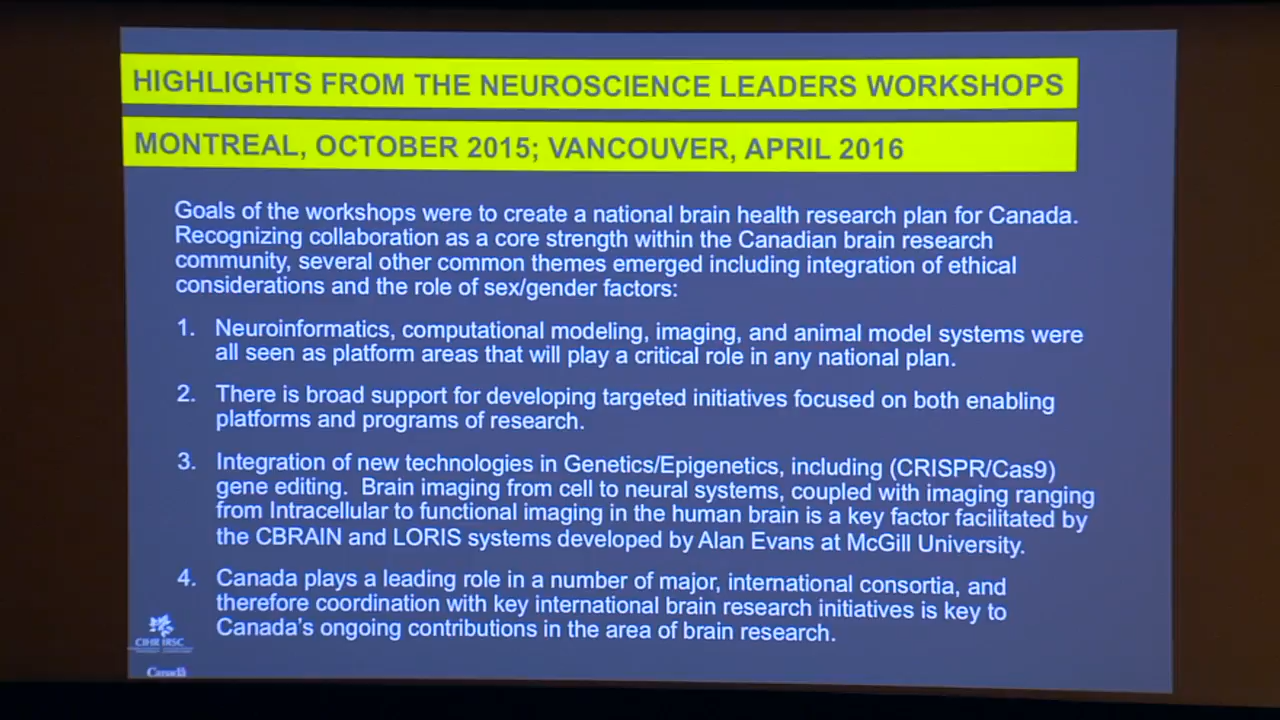 HIGHLIGHTS FROM THE NEUROSCIENCE LEADERS WORKSHOPS
MONTREAL, OCTOBER 2015; VANCOUVER, APRIL 2016
Goals of the workshops were to create a national brain health research plan for Canada.
Recognizing collaboration as a core strength within the Canadian brain research
community, several other common themes emerged including integration of ethical
considerations and the role of sex/gender factors:
1. Neuroinformatics, computational modeling, imaging, and animal model systems were
all seen as platform areas that will play a critical role in any national plan.
2. There is broad support for developing targeted initiatives focused on both enabling
platforms and programs of research.
3. Integration of new technologies in Genetics/Epigenetics, including (CRISPR/Cas9)
gene editing. Brain imaging from cell to neural systems, coupled with imaging ranging
from Intracellular to functional imaging in the human brain is a key factor facilitated by
the CBRAIN and LORIS systems developed by Alan Evans at McGill University.
4. Canada plays a leading role in a number of major, international consortia, and
therefore coordination with key international brain research initiatives is key to
Canada's ongoing contributions in the area of brain research.
CIHR IRSC
Canada